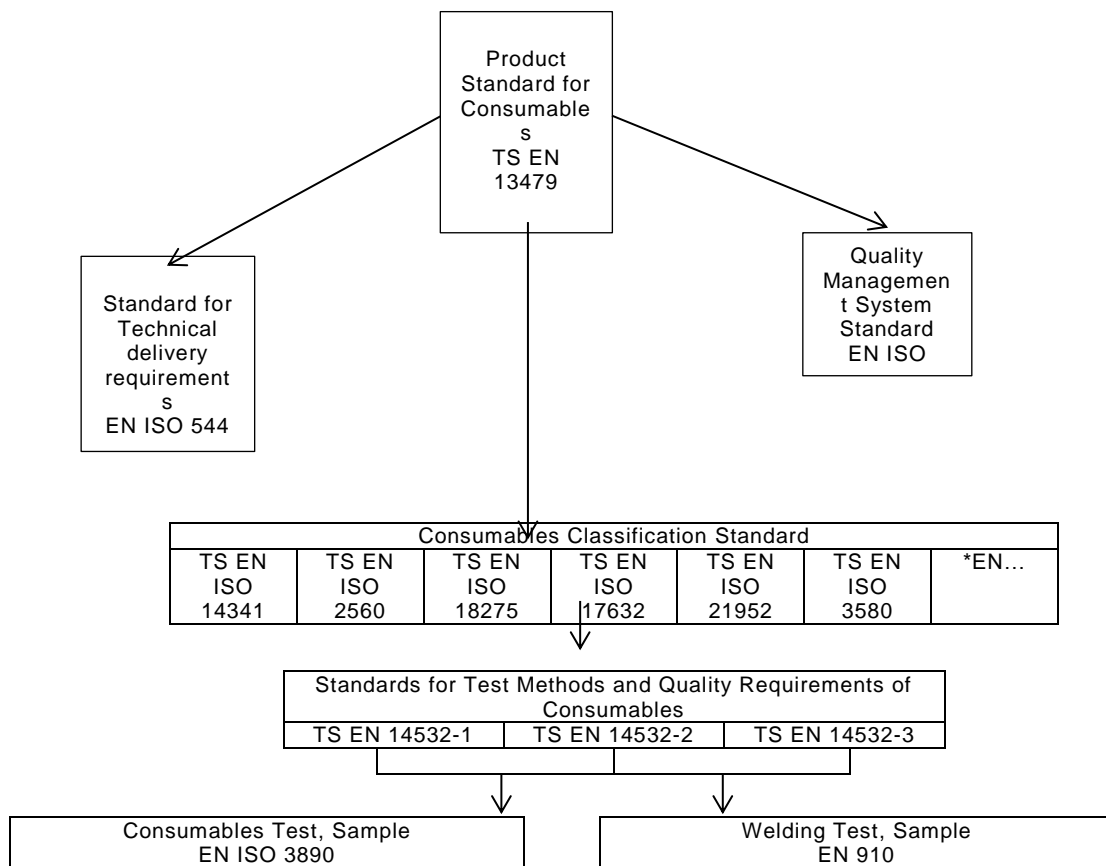 Product
Standard for
Consumable
s
TS EN
13479
Standard for
Technical
delivery
requirement
s
EN ISO 544
Quality
Managemen
t System
Standard
EN ISO
Consumables Classification Standard
TS EN
ISO
14341
TS EN
ISO
2560
TS EN
ISO
18275
TS EN
ISO
17632
TS EN
ISO
21952
TS EN
ISO
3580
*EN…
Standards for Test Methods and Quality Requirements of
Consumables
TS EN 14532-1
TS EN 14532-2
TS EN 14532-3
Consumables Test, Sample
EN ISO 3890
Welding Test, Sample
EN 910